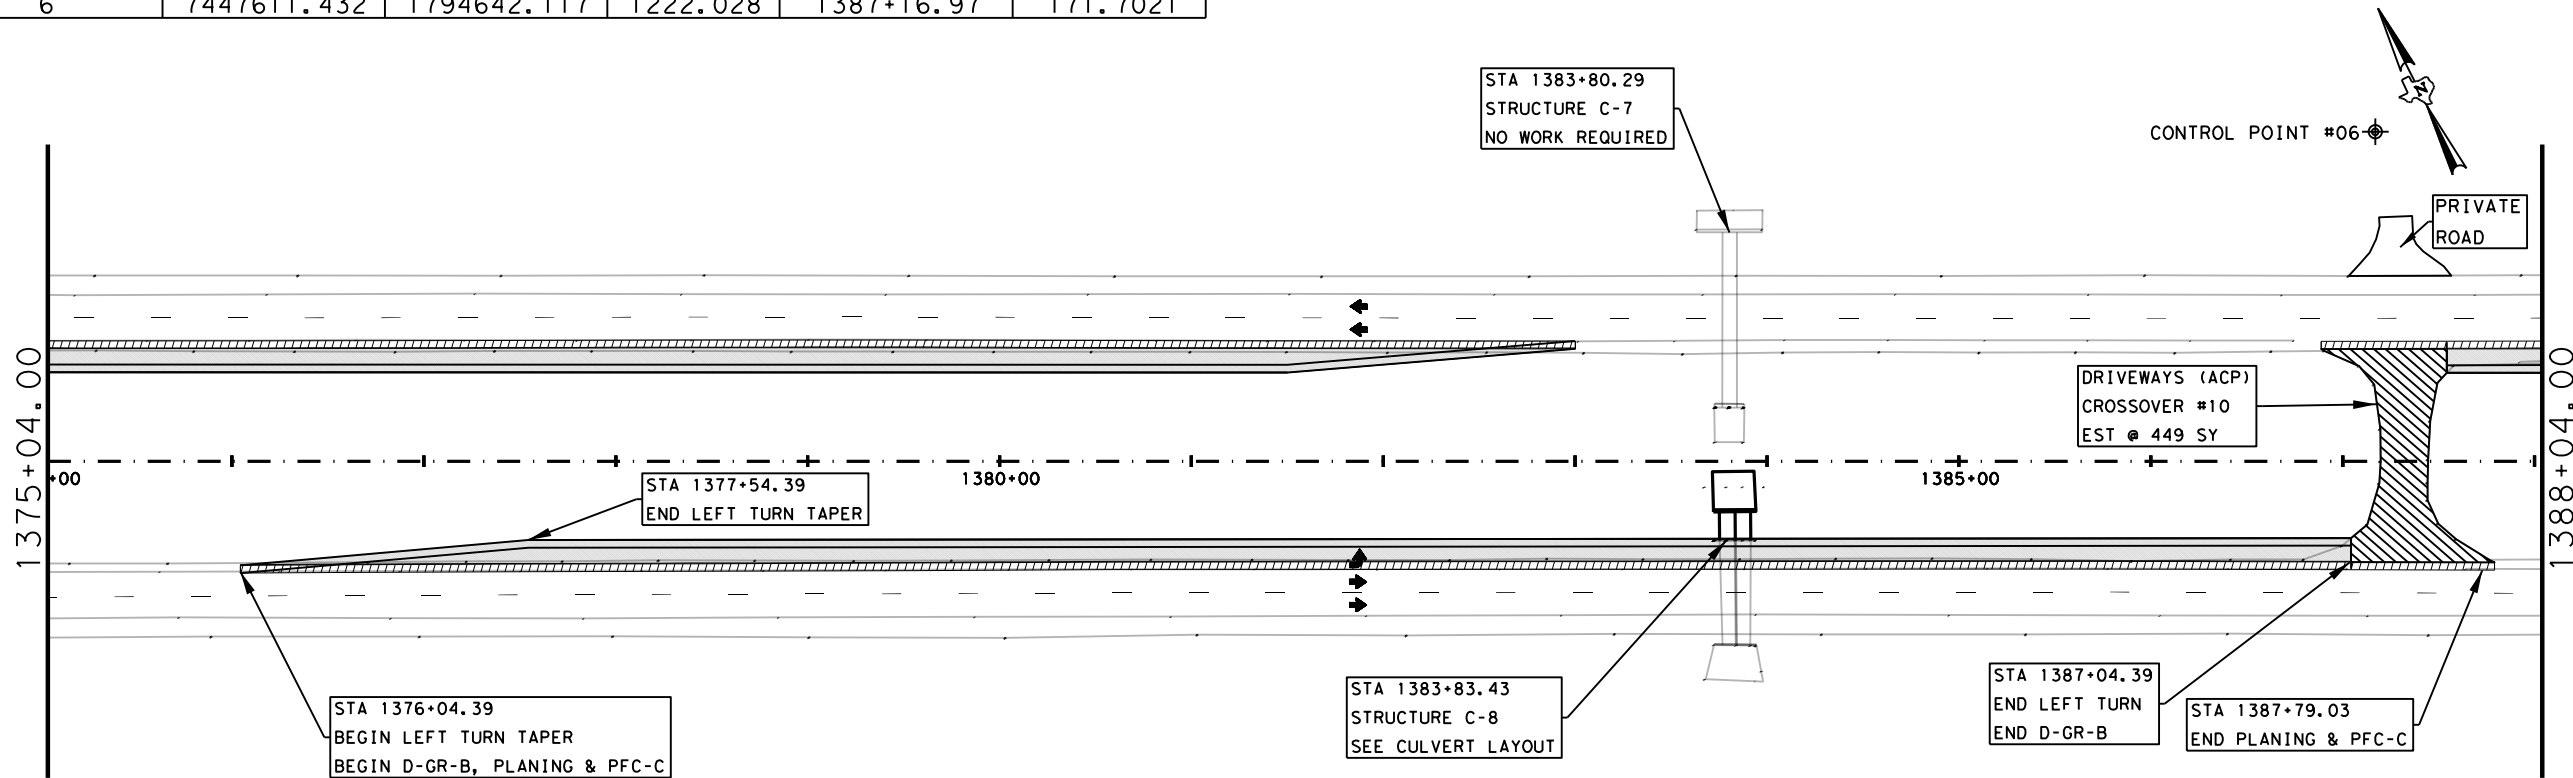 6 7447611.432 1794642.117 1222.028 1387+16.97 171.7021
STA 1383+80.29
STRUCTURE C-7
NO WORK REQUIRED
N
CONTROL POINT #06
PRIVATE
ROAD
1375+04.00
DRIVEWAYS (ACP)
CROSSOVER #10
EST @ 449 SY
1388+04.00
+00
1380+00
1385+00
STA 1377+54.39
END LEFT TURN TAPER
STA 1376+04.39
BEGIN LEFT TURN TAPER
BEGIN D-GR-B, PLANING & PFC-C
STA 1383+83.43
STRUCTURE C-8
SEE CULVERT LAYOUT
STA 1387+04.39
END LEFT TURN
END D-GR-B
STA 1387+79.03
END PLANING & PFC-C